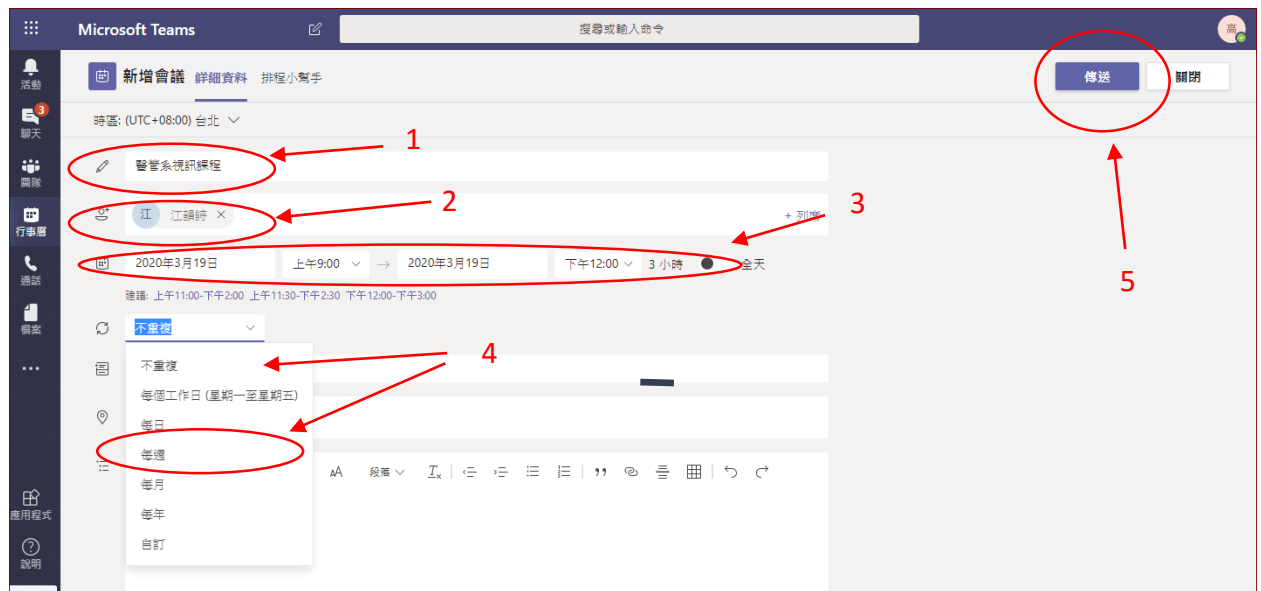 Microsoft Teams
搜尋或輸入命令
高
活動
新增會議 詳細資料 排程小幫手
傳送 關閉
3
聊天
時區: (UTC+08:00) 台北
1
醫管系視訊課程
團隊
2
3
江 江韻詩 ×
+ 列席
行事曆
2020年3月19日 上午9:00 → 2020年3月19日 下午12:00 3 小時 全天
通話
5
建議: 上午11:00-下午2:00 上午11:30-下午2:30 下午12:00-下午3:00
檔案
不重複
4
不重複
每個工作日 (星期一至星期五)
每日
每週
段落
每月
每年
應用程式
自訂
說明